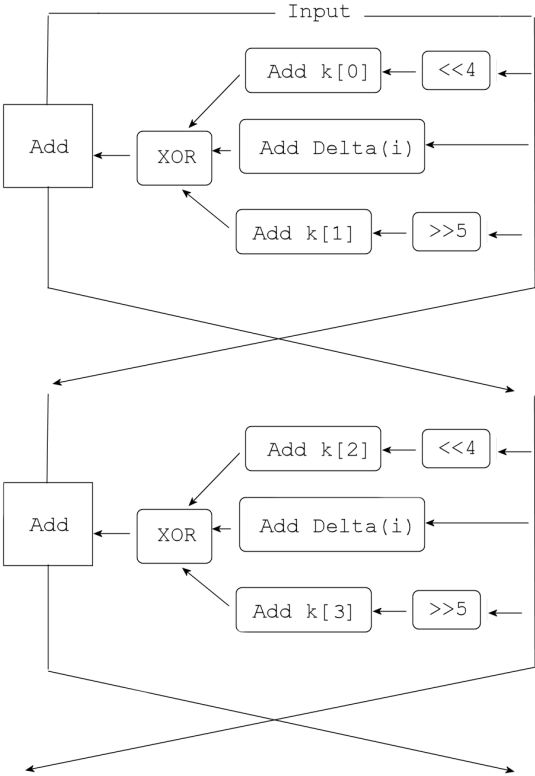 Input
Add k[0]
<<4
Add
XOR
Add Delta(i)
Add k[1]
>>5
Add k[2]
<<4
Add
XOR
Add Delta(i)
Add k[3]
>>5